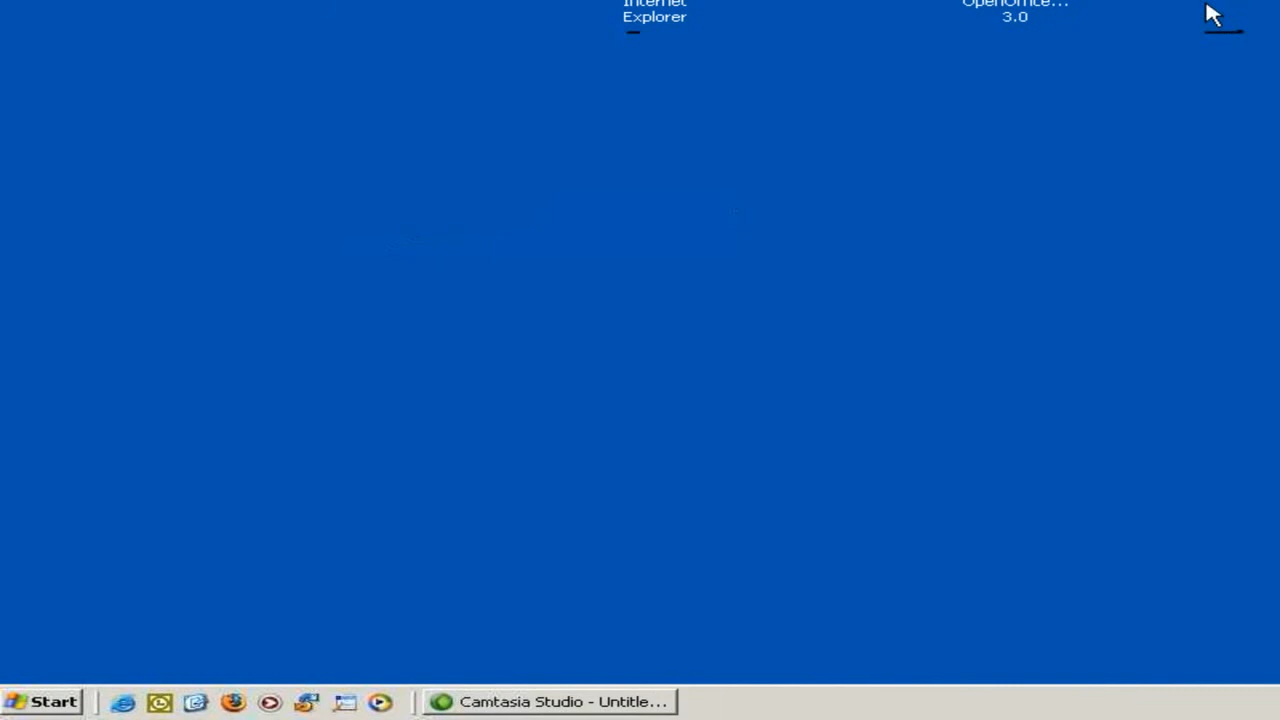 Internet
Explorer
OpenOffice...
3.0
Start
Camtasia Studio - Untitle...